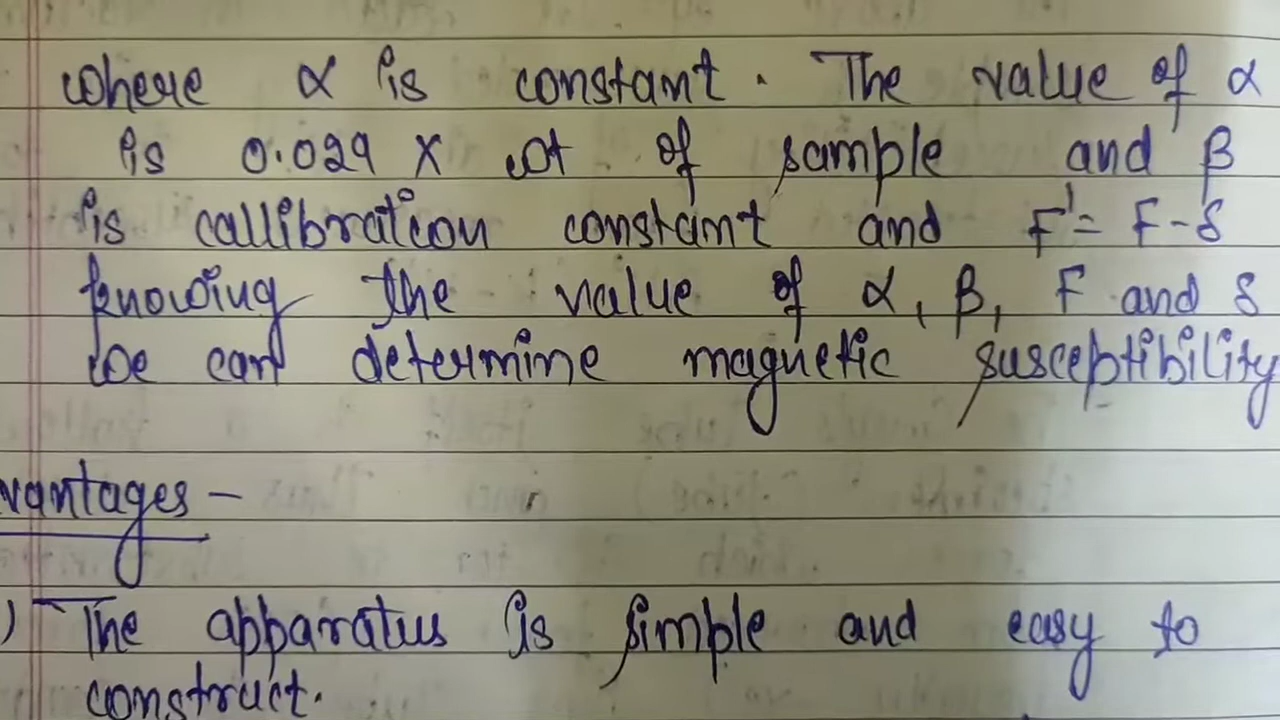 where α is constant. The value of α
is 0.029 x wt of sample and β
is callibration constant and F' = F-δ
knowing the value of α, β, F and δ
we can determine magnetic susceptibility
vantages -
) The apparatus is simple and easy to
construct.